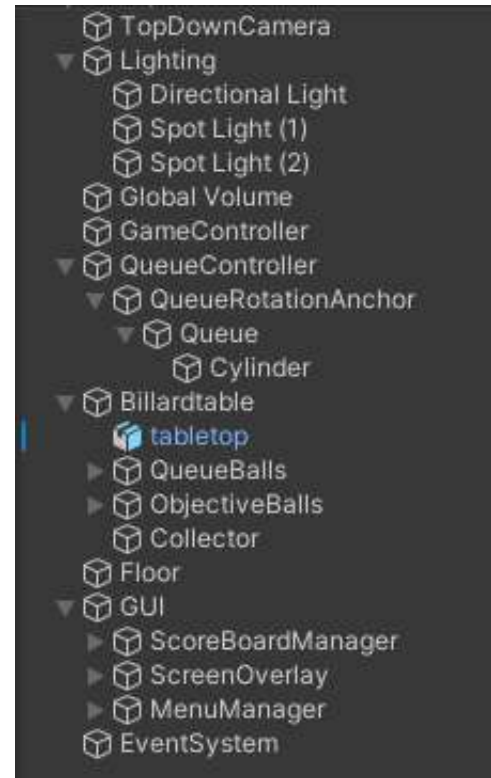 TopDownCamera
Lighting
Directional Light
Spot Light (1)
Spot Light (2)
Global Volume
GameController
QueueController
QueueRotationAnchor
Queue
Cylinder
Billardtable
tabletop
QueueBalls
ObjectiveBalls
Collector
Floor
GUI
ScoreBoardManager
ScreenOverlay
MenuManager
EventSystem